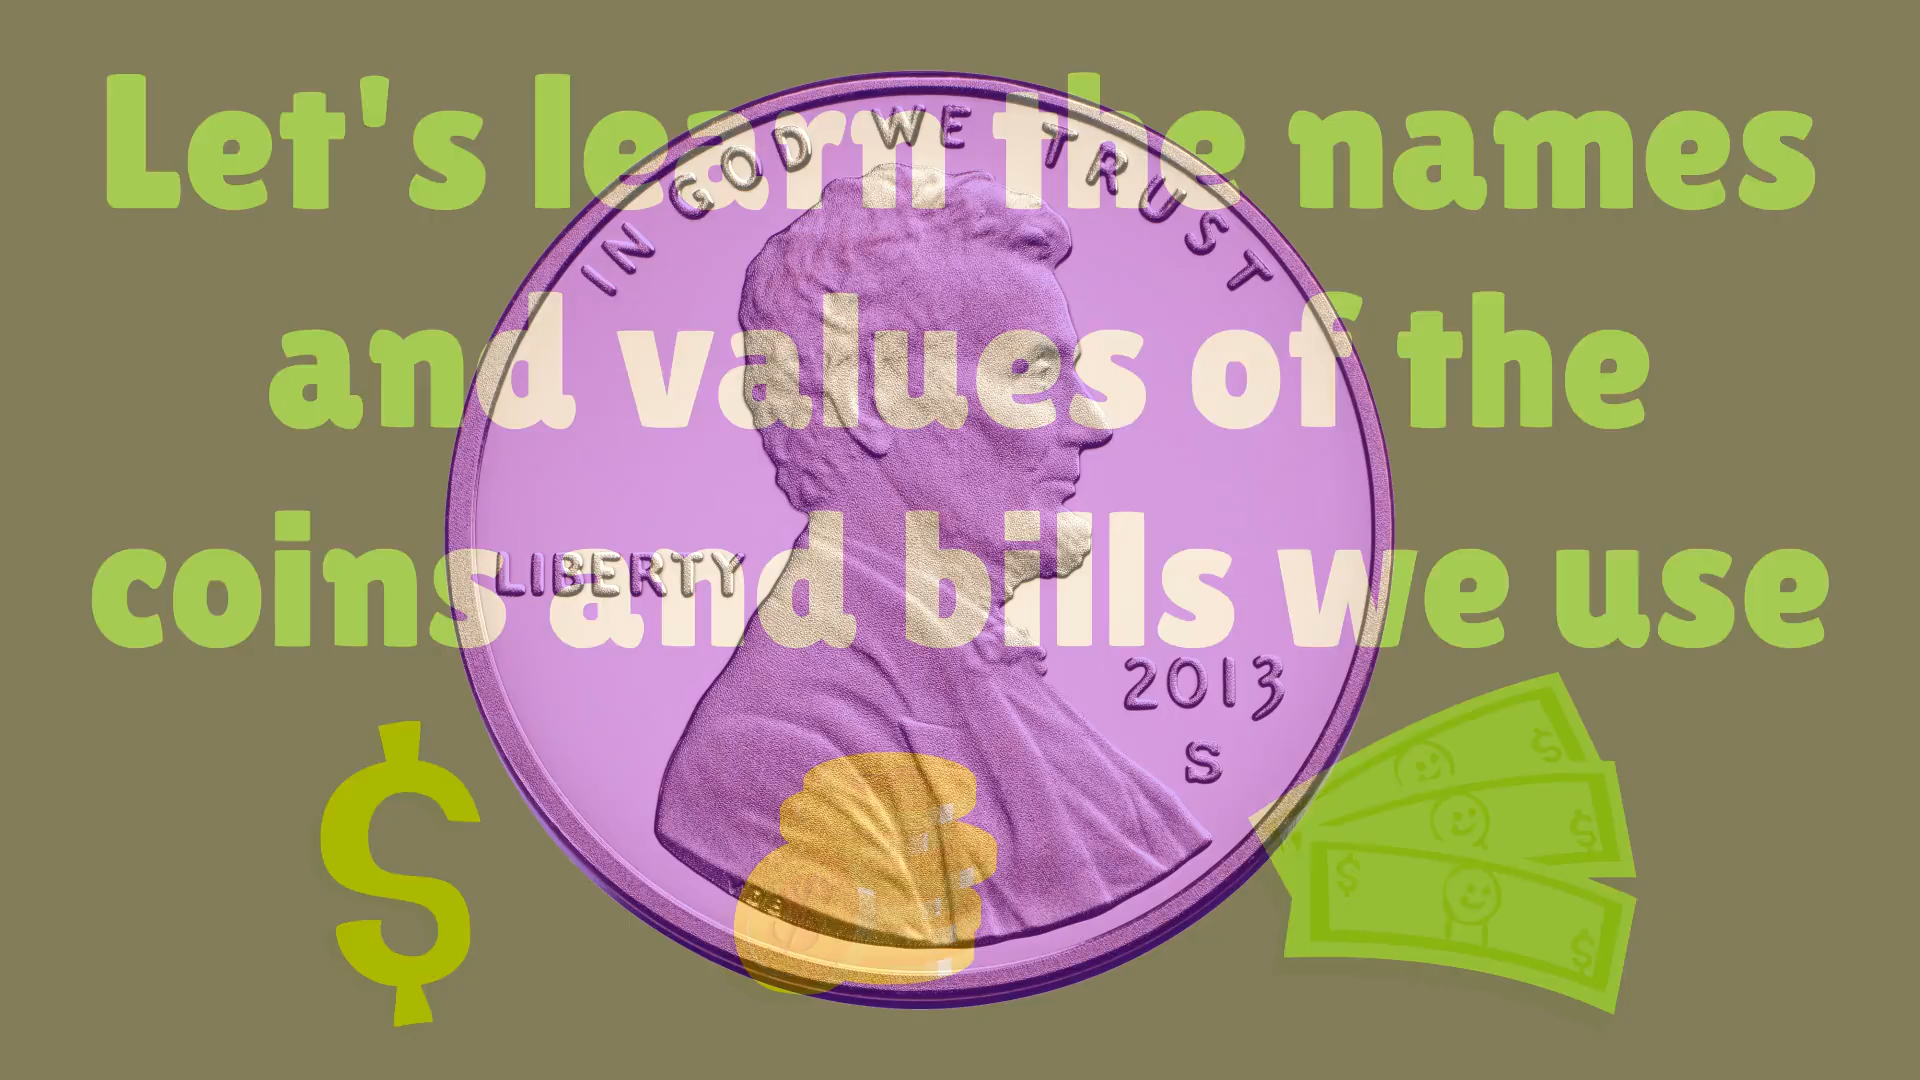 Let's learn the names
and values of the
coins and bills we use
IN GOD WE TRUST
LIBERTY
2013
S
$
$
$
$
$